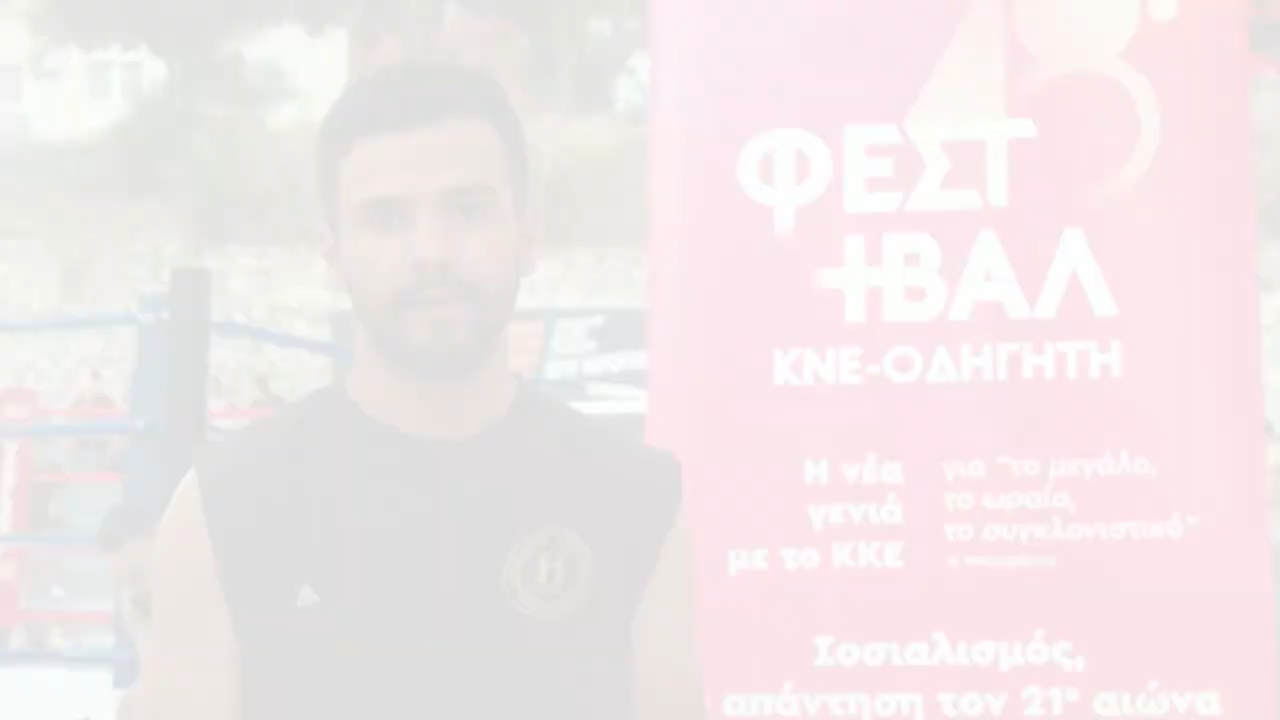 48
ΦΕΣΤ
ΙΒΑΛ
ΚΝΕ-ΟΔΗΓΗΤΗ
Η νέα
γενιά
με το ΚΚΕ
για "το μεγάλο,
το ωραίο,
το συγκλονιστικό"
Σοσιαλισμός,
απάντηση τον 21º αιώνα